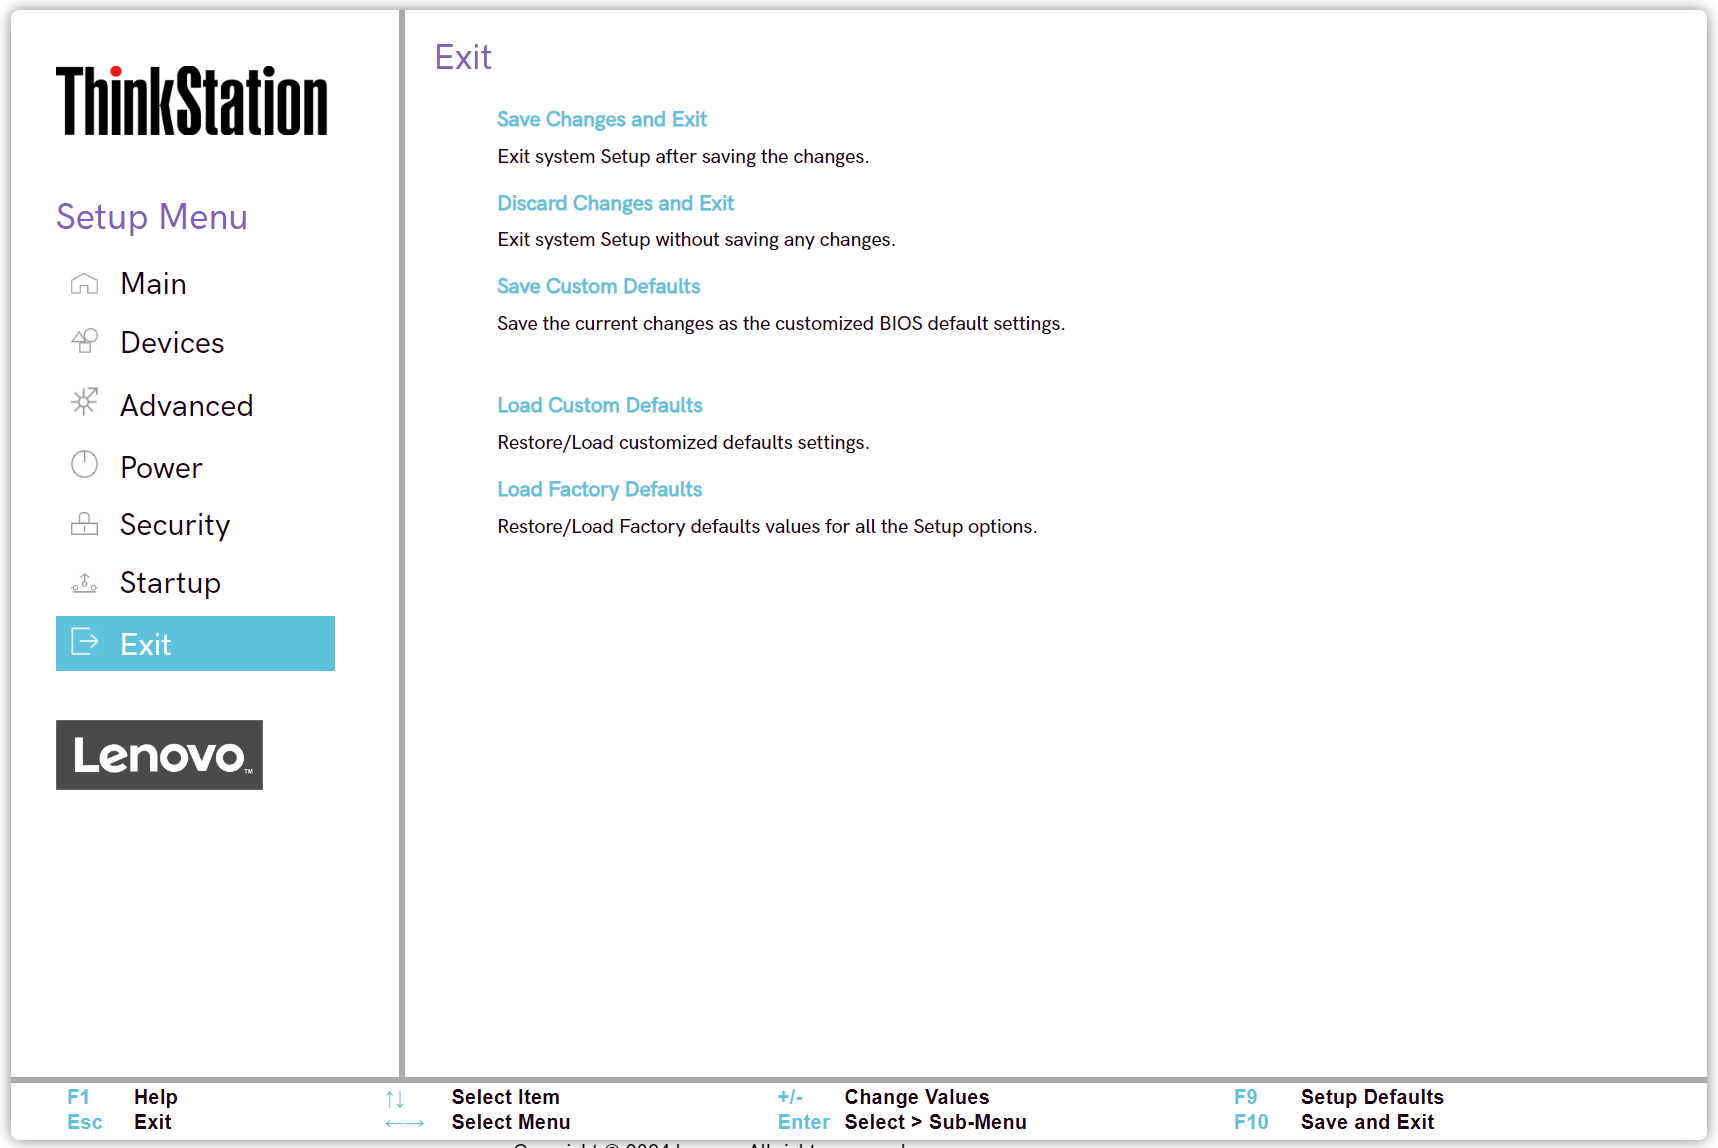 ThinkStation
Setup Menu
Main
Devices
Advanced
Power
Security
Startup
Exit
Lenovo™
Exit
Save Changes and Exit
Exit system Setup after saving the changes.
Discard Changes and Exit
Exit system Setup without saving any changes.
Save Custom Defaults
Save the current changes as the customized BIOS default settings.
Load Custom Defaults
Restore/Load customized defaults settings.
Load Factory Defaults
Restore/Load Factory defaults values for all the Setup options.
F1 Help ↑↓ Select Item +/- Change Values F9 Setup Defaults
Esc Exit ←→ Select Menu Enter Select > Sub-Menu F10 Save and Exit